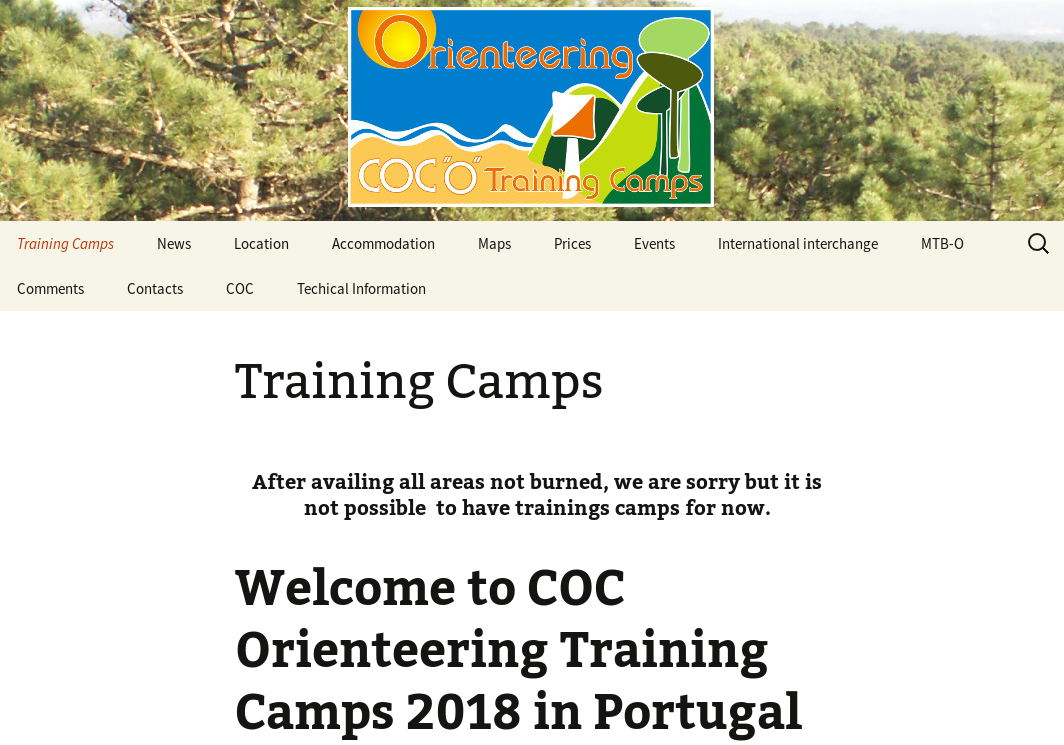 Orienteering
COC "O" Training Camps
Training Camps News Location Accommodation Maps Prices Events International interchange MTB-O
Comments Contacts COC Techical Information
Training Camps
After availing all areas not burned, we are sorry but it is
not possible to have trainings camps for now.
Welcome to COC
Orienteering Training
Camps 2018 in Portugal